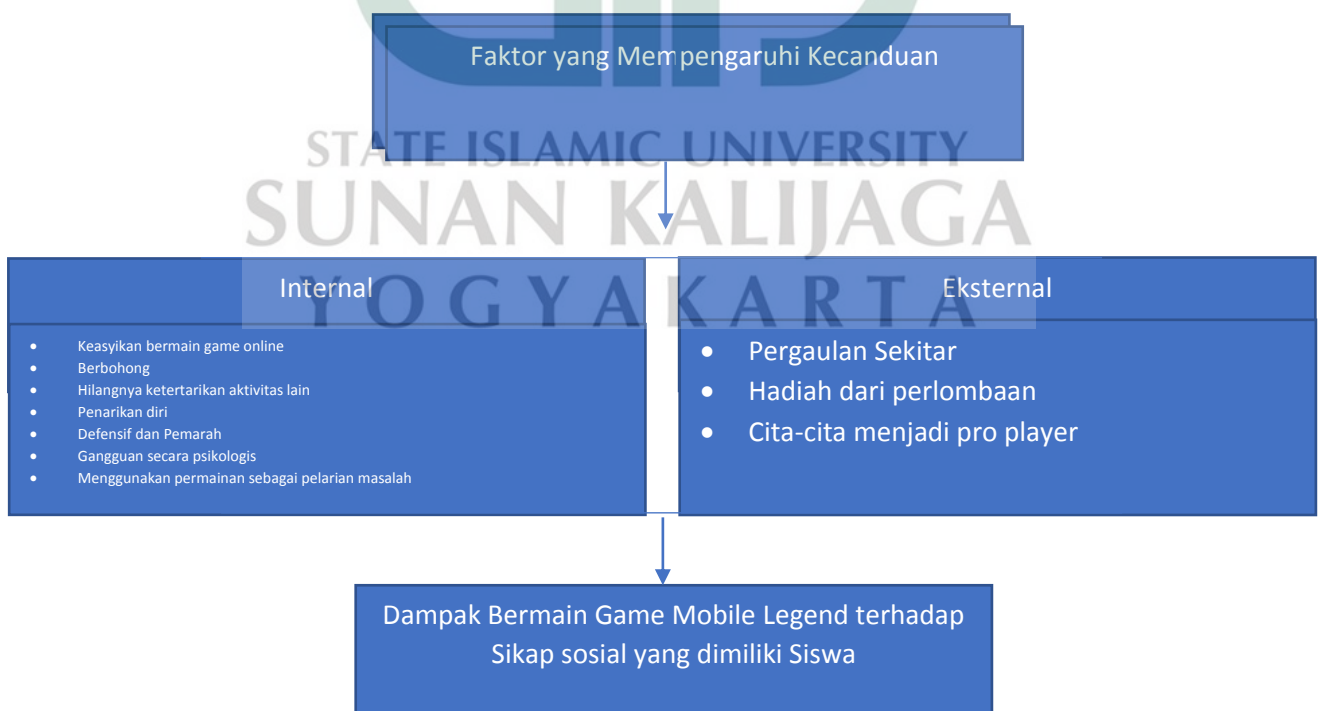 Faktor yang Mempengaruhi Kecanduan
STATE ISLAMIC UNIVERSITY
SUNAN KALIJAGA
YOGYAKARTA
Internal
• Keasyikan bermain game online
• Berbohong
• Hilangnya ketertarikan aktivitas lain
• Penarikan diri
• Defensif dan Pemarah
• Gangguan secara psikologis
• Menggunakan permainan sebagai pelarian masalah
Eksternal
• Pergaulan Sekitar
• Hadiah dari perlombaan
• Cita-cita menjadi pro player
Dampak Bermain Game Mobile Legend terhadap
Sikap sosial yang dimiliki Siswa